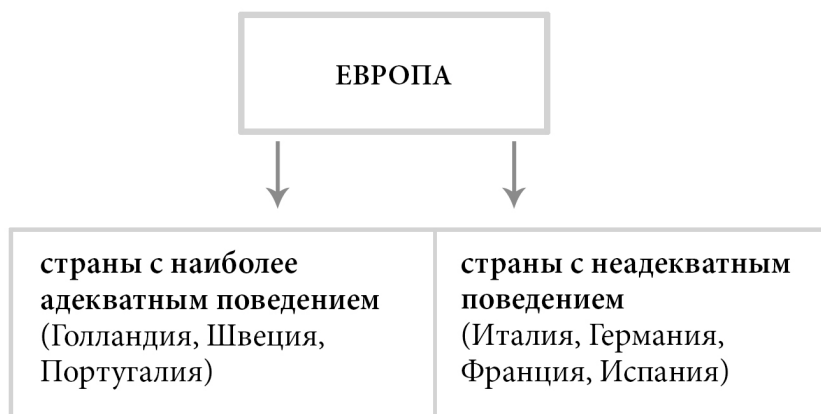 ЕВРОПА
страны с наиболее
адекватным поведением
(Голландия, Швеция,
Португалия)
страны с неадекватным
поведением
(Италия, Германия,
Франция, Испания)